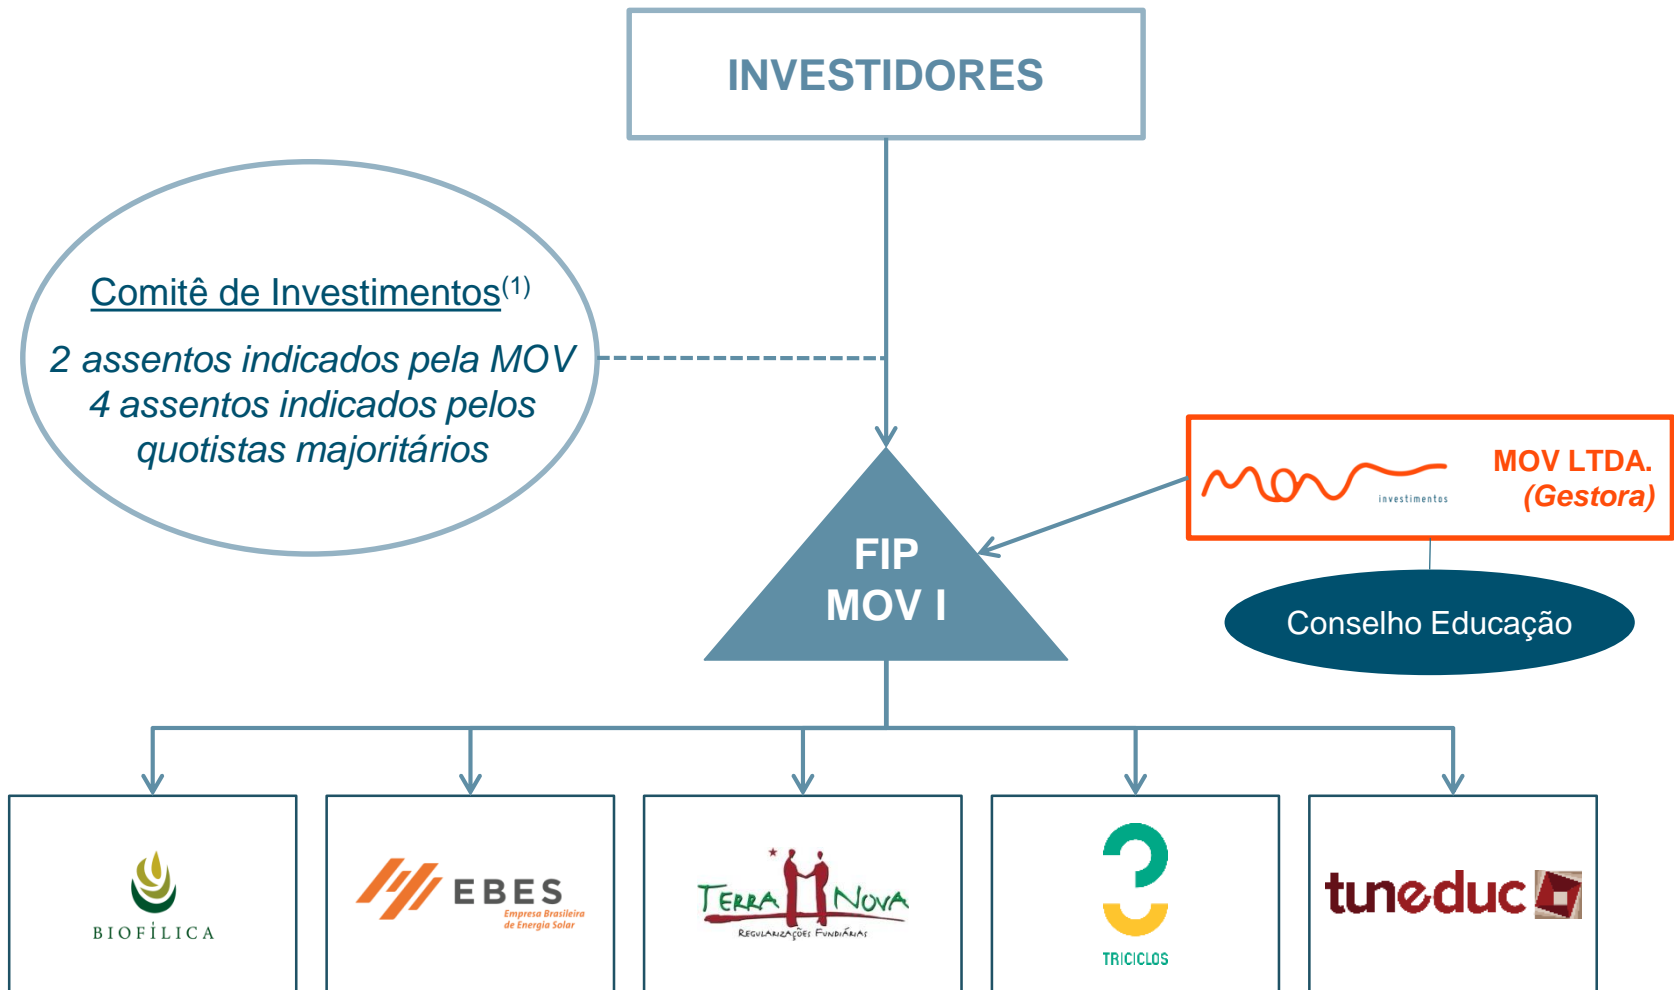 INVESTIDORES
Comitê de Investimentos(1)
2 assentos indicados pela MOV
4 assentos indicados pelos
quotistas majoritários
mov
investimentos
MOV LTDA.
(Gestora)
FIP
MOV I
Conselho Educação
BIOFÍLICA
EBES
Empresa Brasileira
de Energia Solar
TERRA NOVA
REGULARIZAÇÕES FUNDIÁRIAS
TRICICLOS
tuneduc